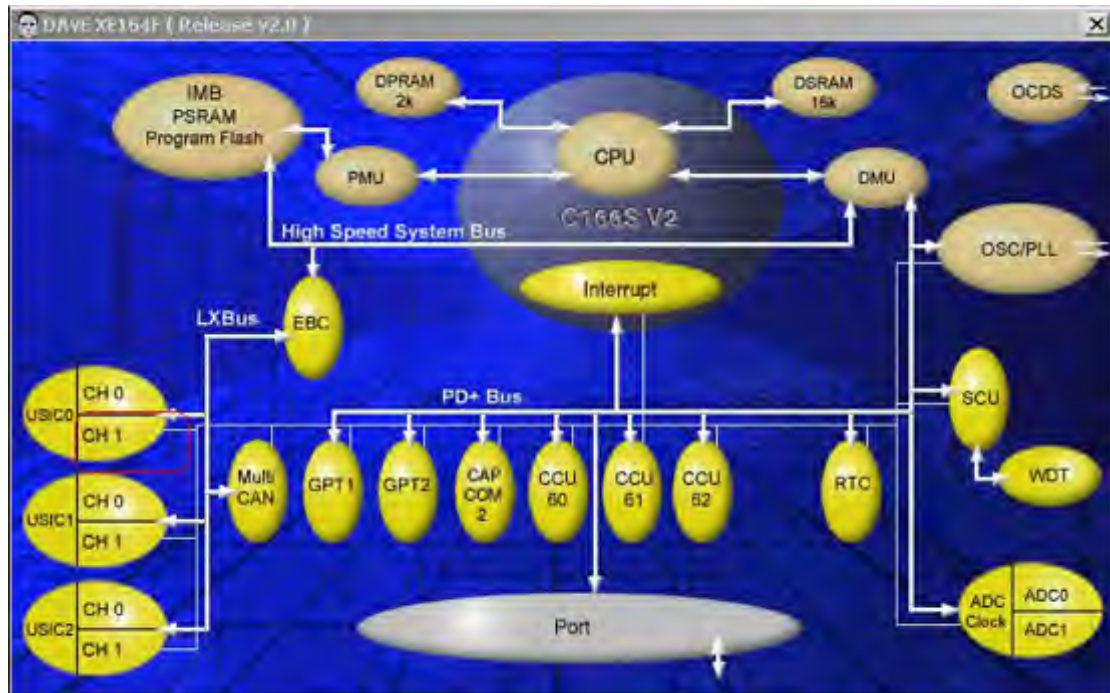 DAVE XE164F ( Release v2.0 )
IMB
PSRAM
Program Flash
DPRAM
2k
DSRAM
16k
OCDS
CPU
PMU
DMU
C166S V2
High Speed System Bus
OSC/PLL
Interrupt
LXBus
EBC
PD+ Bus
USIC0
CH 0
CH 1
SCU
Multi
CAN
GPT1
GPT2
CAP
COM
2
CCU
60
CCU
61
CCU
62
RTC
WDT
USIC1
CH 0
CH 1
USIC2
CH 0
CH 1
Port
ADC
Clock
ADC0
ADC1